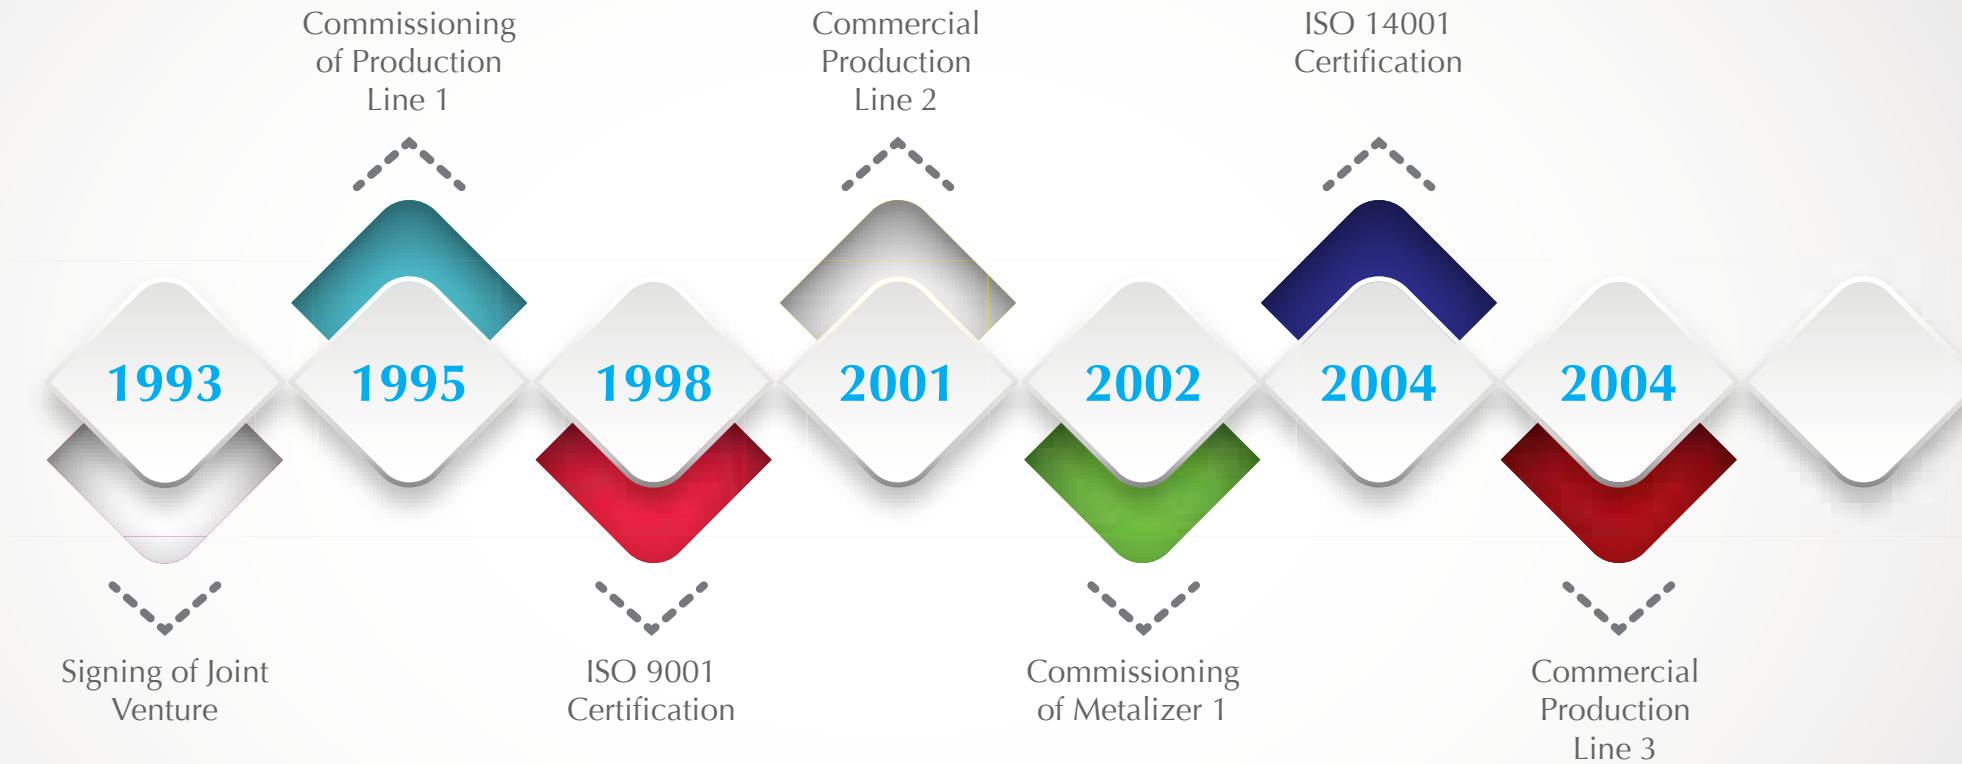 Commissioning
of Production
Line 1
Commercial
Production
Line 2
ISO 14001
Certification
1993
1995
1998
2001
2002
2004
2004
Signing of Joint
Venture
ISO 9001
Certification
Commissioning
of Metalizer 1
Commercial
Production
Line 3